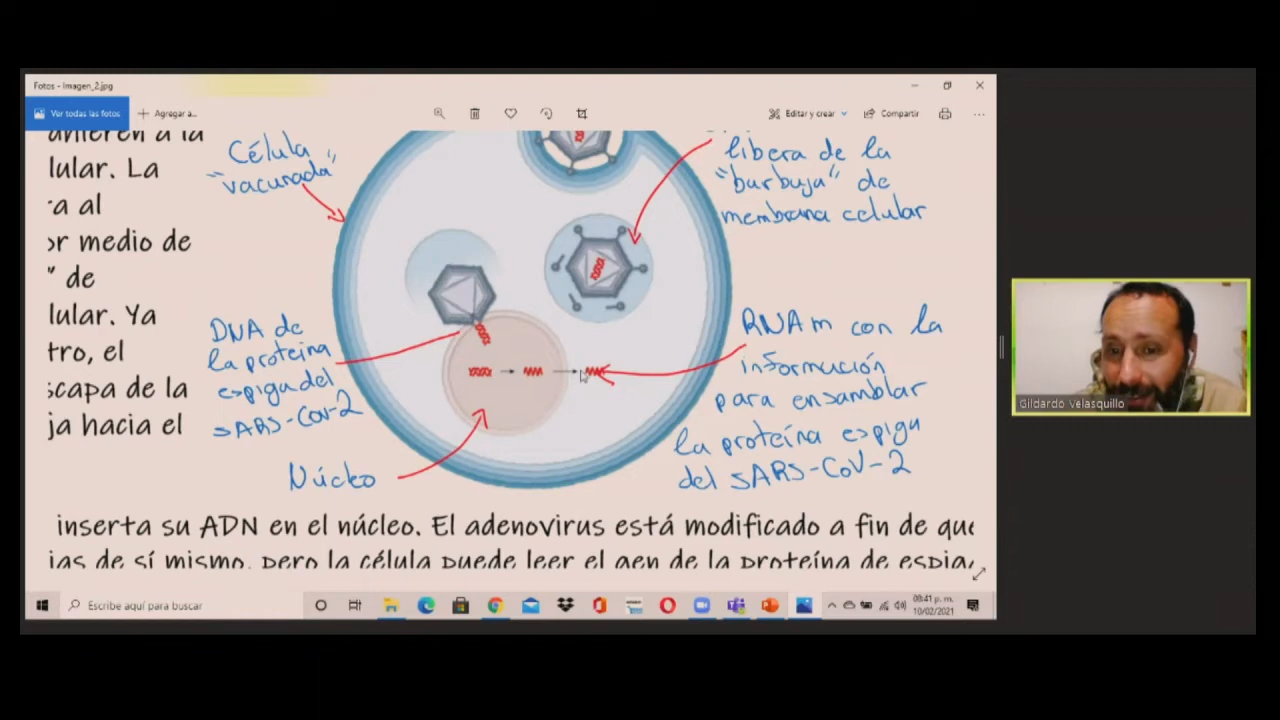 Fotos - Imagen_2.jpg
Ver todas las fotos
Agregar a...
Editar y crear
Compartir
lular. La
ra al
or medio de
" de
lular. Ya
tro, el
scapa de la
ja hacia el
Célula
"vacunada"
libera de la
"burbuja" de
membrana celular
DNA de
la proteína
espiga del
SARS-Cov-2
Núcleo
RNAm con la
información
para ensamblar
la proteína espiga
del SARS-CoV-2
inserta su ADN en el núcleo. El adenovirus está modificado a fin de que
ias de sí mismo, pero la célula puede leer el gen de la proteína de espiga,
Gildardo Velasquillo
Escribe aquí para buscar
08:41 p. m.
10/02/2021